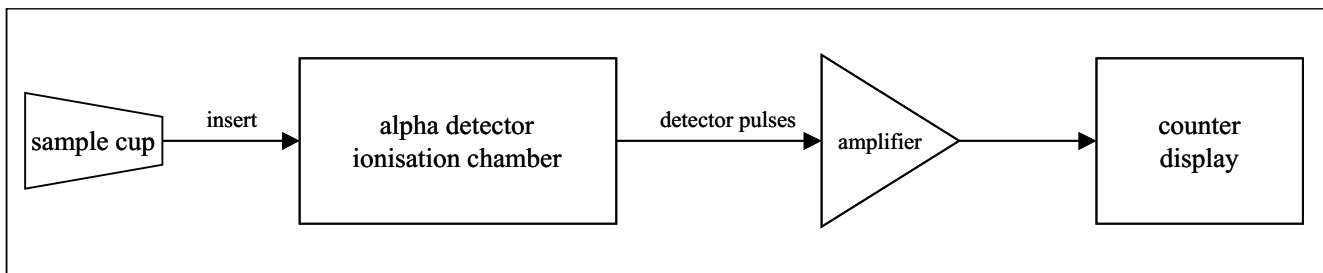 sample cup
insert
alpha detector
ionisation chamber
detector pulses
amplifier
counter
display